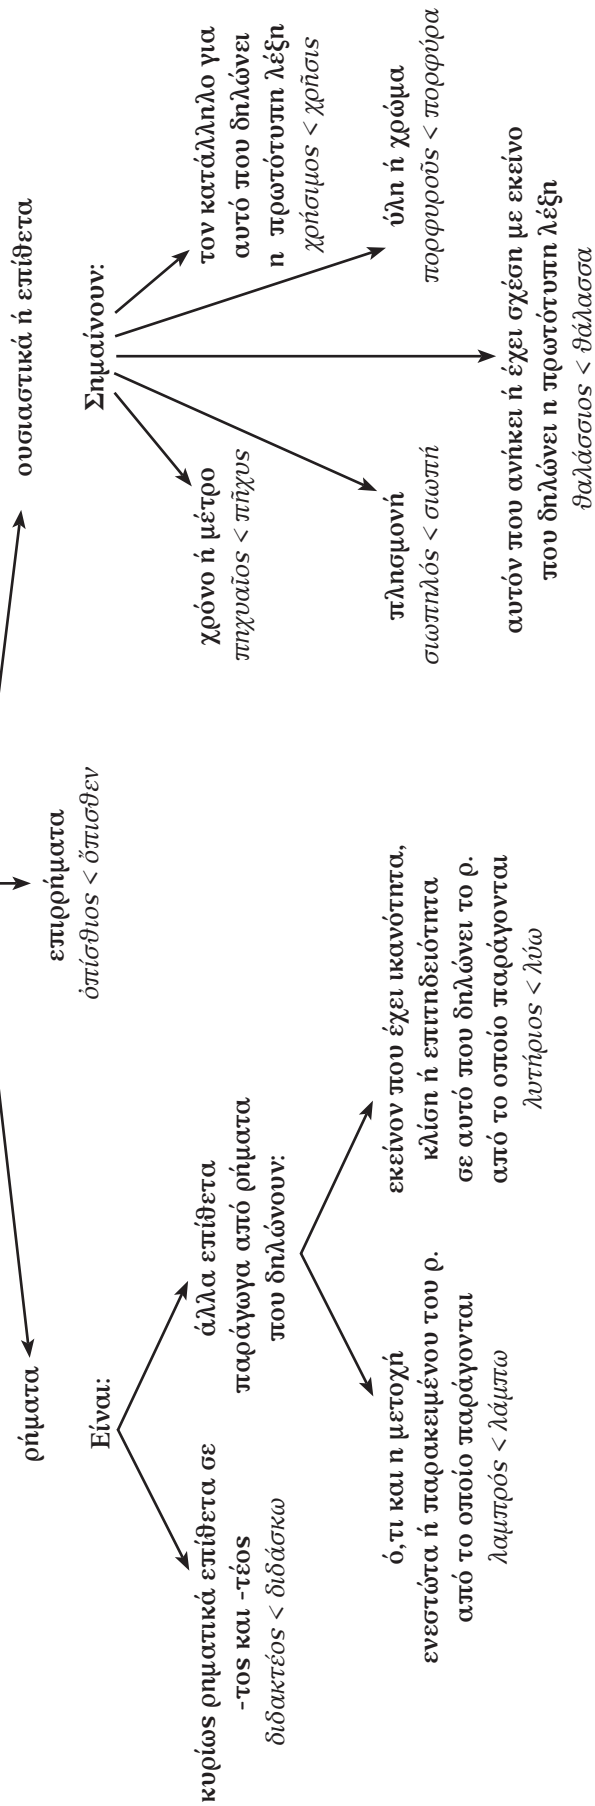 ρήματα
Είναι:
κυρίως ρηματικά επίθετα σε
-τος και -τέος
διδακτέος < διδάσκω
άλλα επίθετα
παράγωγα από ρήματα
που δηλώνουν:
ό,τι και η μετοχή
ενεστώτα ή παρακειμένου του ρ.
από το οποίο παράγονται
λαμπρός < λάμπω
εκείνον που έχει ικανότητα,
κλίση ή επιτηδειότητα
σε αυτό που δηλώνει το ρ.
από το οποίο παράγονται
λυτήριος < λύω
επιρρήματα
ὀπίσθιος < ὄπισθεν
ουσιαστικά ή επίθετα
Σημαίνουν:
χρόνο ή μέτρο
πηχυαῖος < πῆχυς
πλησμονή
σιωπηλός < σιωπή
αυτόν που ανήκει ή έχει σχέση με εκείνο
που δηλώνει η πρωτότυπη λέξη
θαλάσσιος < θάλασσα
ύλη ή χρώμα
πορφυροῦς < πορφύρα
τον κατάλληλο για
αυτό που δηλώνει
η πρωτότυπη λέξη
χρήσιμος < χρῆσις